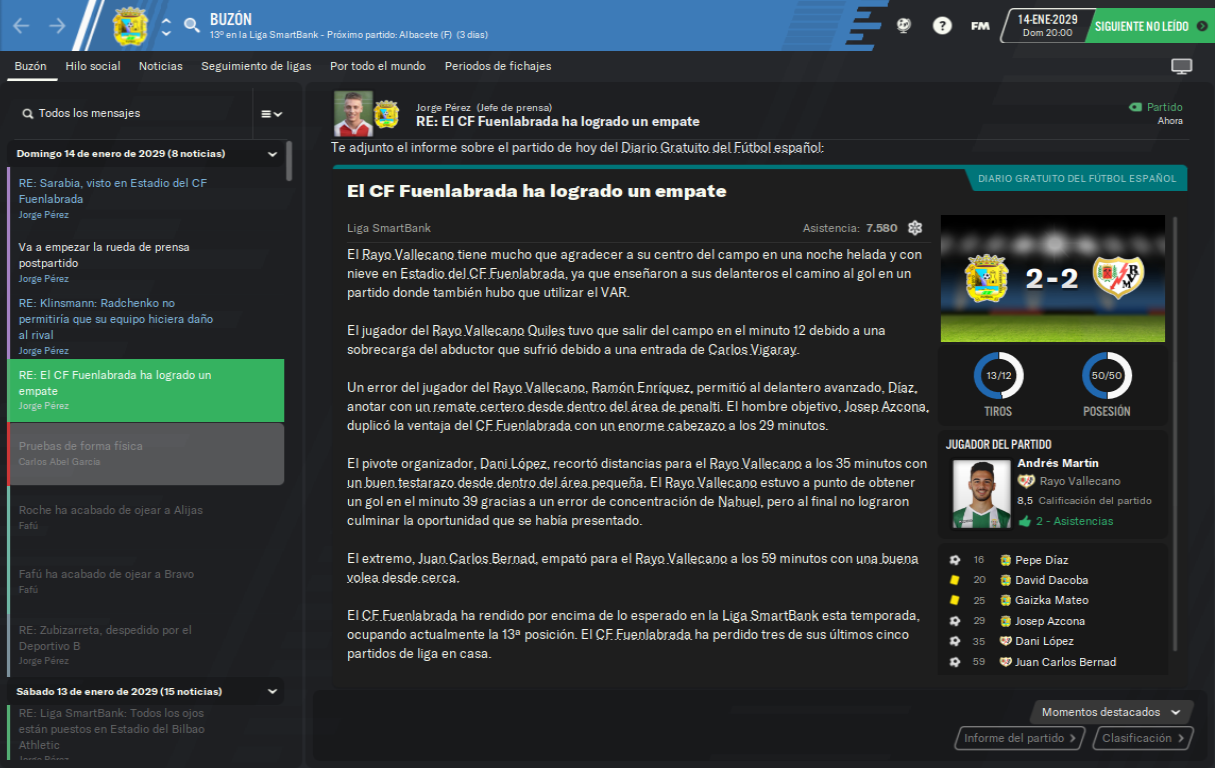 BUZÓN
13º en la Liga SmartBank - Próximo partido: Albacete (F) (3 días)
FM
14-ENE-2029
Dom 20:00
SIGUIENTE NO LEÍDO
Buzón
Hilo social
Noticias
Seguimiento de ligas
Por todo el mundo
Periodos de fichajes
Todos los mensajes
Domingo 14 de enero de 2029 (8 noticias)
RE: Sarabia, visto en Estadio del CF
Fuenlabrada
Jorge Pérez
Va a empezar la rueda de prensa
postpartido
Jorge Pérez
RE: Klinsmann: Radchenko no
permitiría que su equipo hiciera daño
al rival
Jorge Pérez
RE: El CF Fuenlabrada ha logrado un
empate
Jorge Pérez
Pruebas de forma física
Carlos Abel García
Roche ha acabado de ojear a Alijas
Fafú
Fafú ha acabado de ojear a Bravo
Fafú
RE: Zubizarreta, despedido por el
Deportivo B
Jorge Pérez
Sábado 13 de enero de 2029 (15 noticias)
RE: Liga SmartBank: Todos los ojos
están puestos en Estadio del Bilbao
Athletic
Jorge Pérez
Jorge Pérez (Jefe de prensa)
RE: El CF Fuenlabrada ha logrado un empate
Partido
Ahora
Te adjunto el informe sobre el partido de hoy del Diario Gratuito del Fútbol español:
El CF Fuenlabrada ha logrado un empate
DIARIO GRATUITO DEL FÚTBOL ESPAÑOL
Liga SmartBank
Asistencia: 7.580
El Rayo Vallecano tiene mucho que agradecer a su centro del campo en una noche helada y con
nieve en Estadio del CF Fuenlabrada, ya que enseñaron a sus delanteros el camino al gol en un
partido donde también hubo que utilizar el VAR.
El jugador del Rayo Vallecano Quiles tuvo que salir del campo en el minuto 12 debido a una
sobrecarga del abductor que sufrió debido a una entrada de Carlos Vigaray.
Un error del jugador del Rayo Vallecano, Ramón Enríquez, permitió al delantero avanzado, Díaz,
anotar con un remate certero desde dentro del área de penalti. El hombre objetivo, Josep Azcona,
duplicó la ventaja del CF Fuenlabrada con un enorme cabezazo a los 29 minutos.
El pivote organizador, Dani López, recortó distancias para el Rayo Vallecano a los 35 minutos con
un buen testarazo desde dentro del área pequeña. El Rayo Vallecano estuvo a punto de obtener
un gol en el minuto 39 gracias a un error de concentración de Nahuel, pero al final no lograron
culminar la oportunidad que se había presentado.
El extremo, Juan Carlos Bernad, empató para el Rayo Vallecano a los 59 minutos con una buena
volea desde cerca.
El CF Fuenlabrada ha rendido por encima de lo esperado en la Liga SmartBank esta temporada,
ocupando actualmente la 13ª posición. El CF Fuenlabrada ha perdido tres de sus últimos cinco
partidos de liga en casa.
2-2
13/12
TIROS
50/50
POSESIÓN
JUGADOR DEL PARTIDO
Andrés Martín
Rayo Vallecano
8,5 Calificación del partido
2 - Asistencias
16 Pepe Díaz
20 David Dacoba
25 Gaizka Mateo
29 Josep Azcona
35 Dani López
59 Juan Carlos Bernad
Momentos destacados
Informe del partido
Clasificación